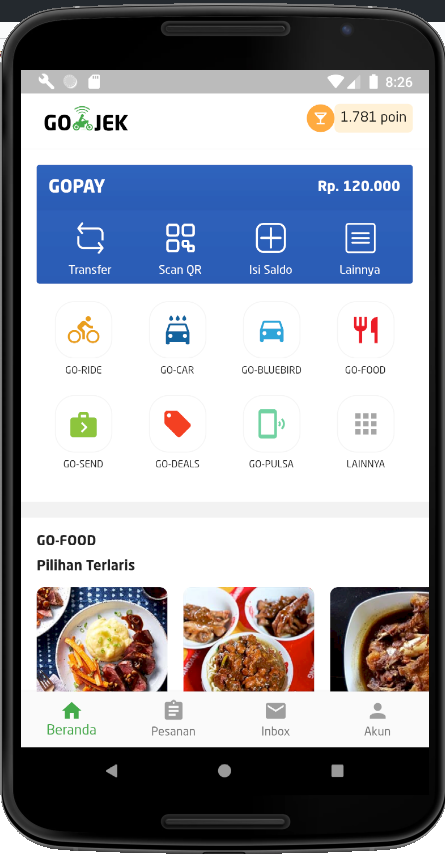 8:26
GO JEK
1.781 poin
GOPAY
Rp. 120.000
Transfer
Scan QR
Isi Saldo
Lainnya
GO-RIDE
GO-CAR
GO-BLUEBIRD
GO-FOOD
GO-SEND
GO-DEALS
GO-PULSA
LAINNYA
GO-FOOD
Pilihan Terlaris
Beranda
Pesanan
Inbox
Akun